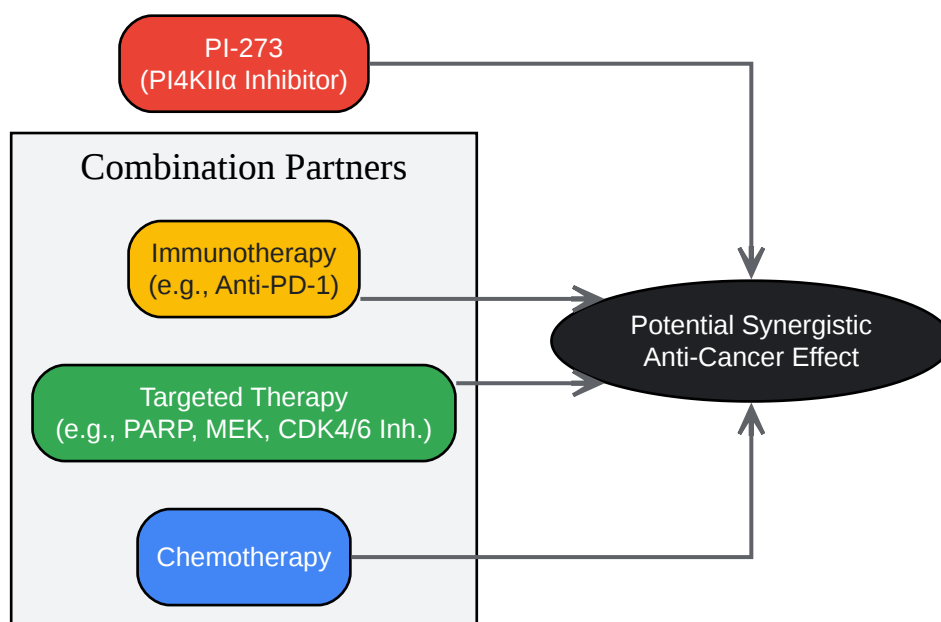 PI-273
(PI4KIIα Inhibitor)
Combination Partners
Immunotherapy
(e.g., Anti-PD-1)
Potential Synergistic
Anti-Cancer Effect
Targeted Therapy
(e.g., PARP, MEK, CDK4/6 Inh.)
Chemotherapy